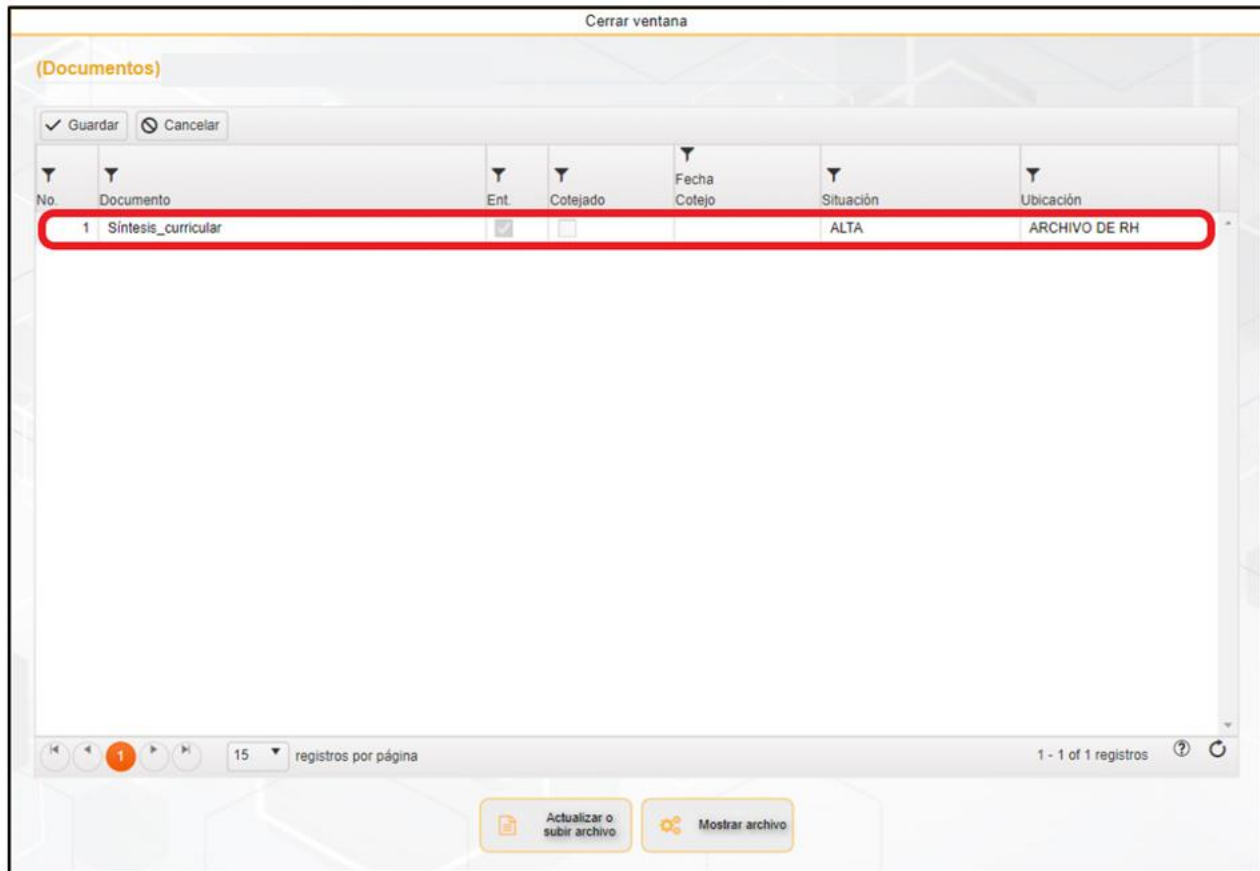 Cerrar ventana
(Documentos)
Guardar Cancelar
No. Documento Ent. Cotejado Fecha Cotejo Situación Ubicación
1 Síntesis_curricular ALTA ARCHIVO DE RH
1 15 registros por página 1 - 1 of 1 registros
Actualizar o
subir archivo
Mostrar archivo